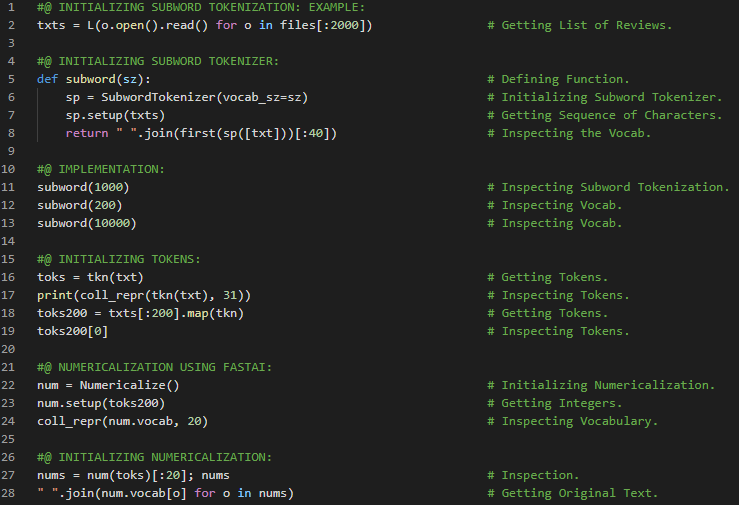 1 #@ INITIALIZING SUBWORD TOKENIZATION: EXAMPLE:
2 txts = L(o.open().read() for o in files[:2000]) # Getting List of Reviews.
3
4 #@ INITIALIZING SUBWORD TOKENIZER:
5 def subword(sz): # Defining Function.
6     sp = SubwordTokenizer(vocab_sz=sz) # Initializing Subword Tokenizer.
7     sp.setup(txts) # Getting Sequence of Characters.
8     return " ".join(first(sp([txt]))[:40]) # Inspecting the Vocab.
9
10 #@ IMPLEMENTATION:
11 subword(1000) # Inspecting Subword Tokenization.
12 subword(200) # Inspecting Vocab.
13 subword(10000) # Inspecting Vocab.
14
15 #@ INITIALIZING TOKENS:
16 toks = tkn(txt) # Getting Tokens.
17 print(coll_repr(tkn(txt), 31)) # Inspecting Tokens.
18 toks200 = txts[:200].map(tkn) # Getting Tokens.
19 toks200[0] # Inspecting Tokens.
20
21 #@ NUMERICALIZATION USING FASTAI:
22 num = Numericalize() # Initializing Numericalization.
23 num.setup(toks200) # Getting Integers.
24 coll_repr(num.vocab, 20) # Inspecting Vocabulary.
25
26 #@ INITIALIZING NUMERICALIZATION:
27 nums = num(toks)[:20]; nums # Inspection.
28 " ".join(num.vocab[o] for o in nums) # Getting Original Text.